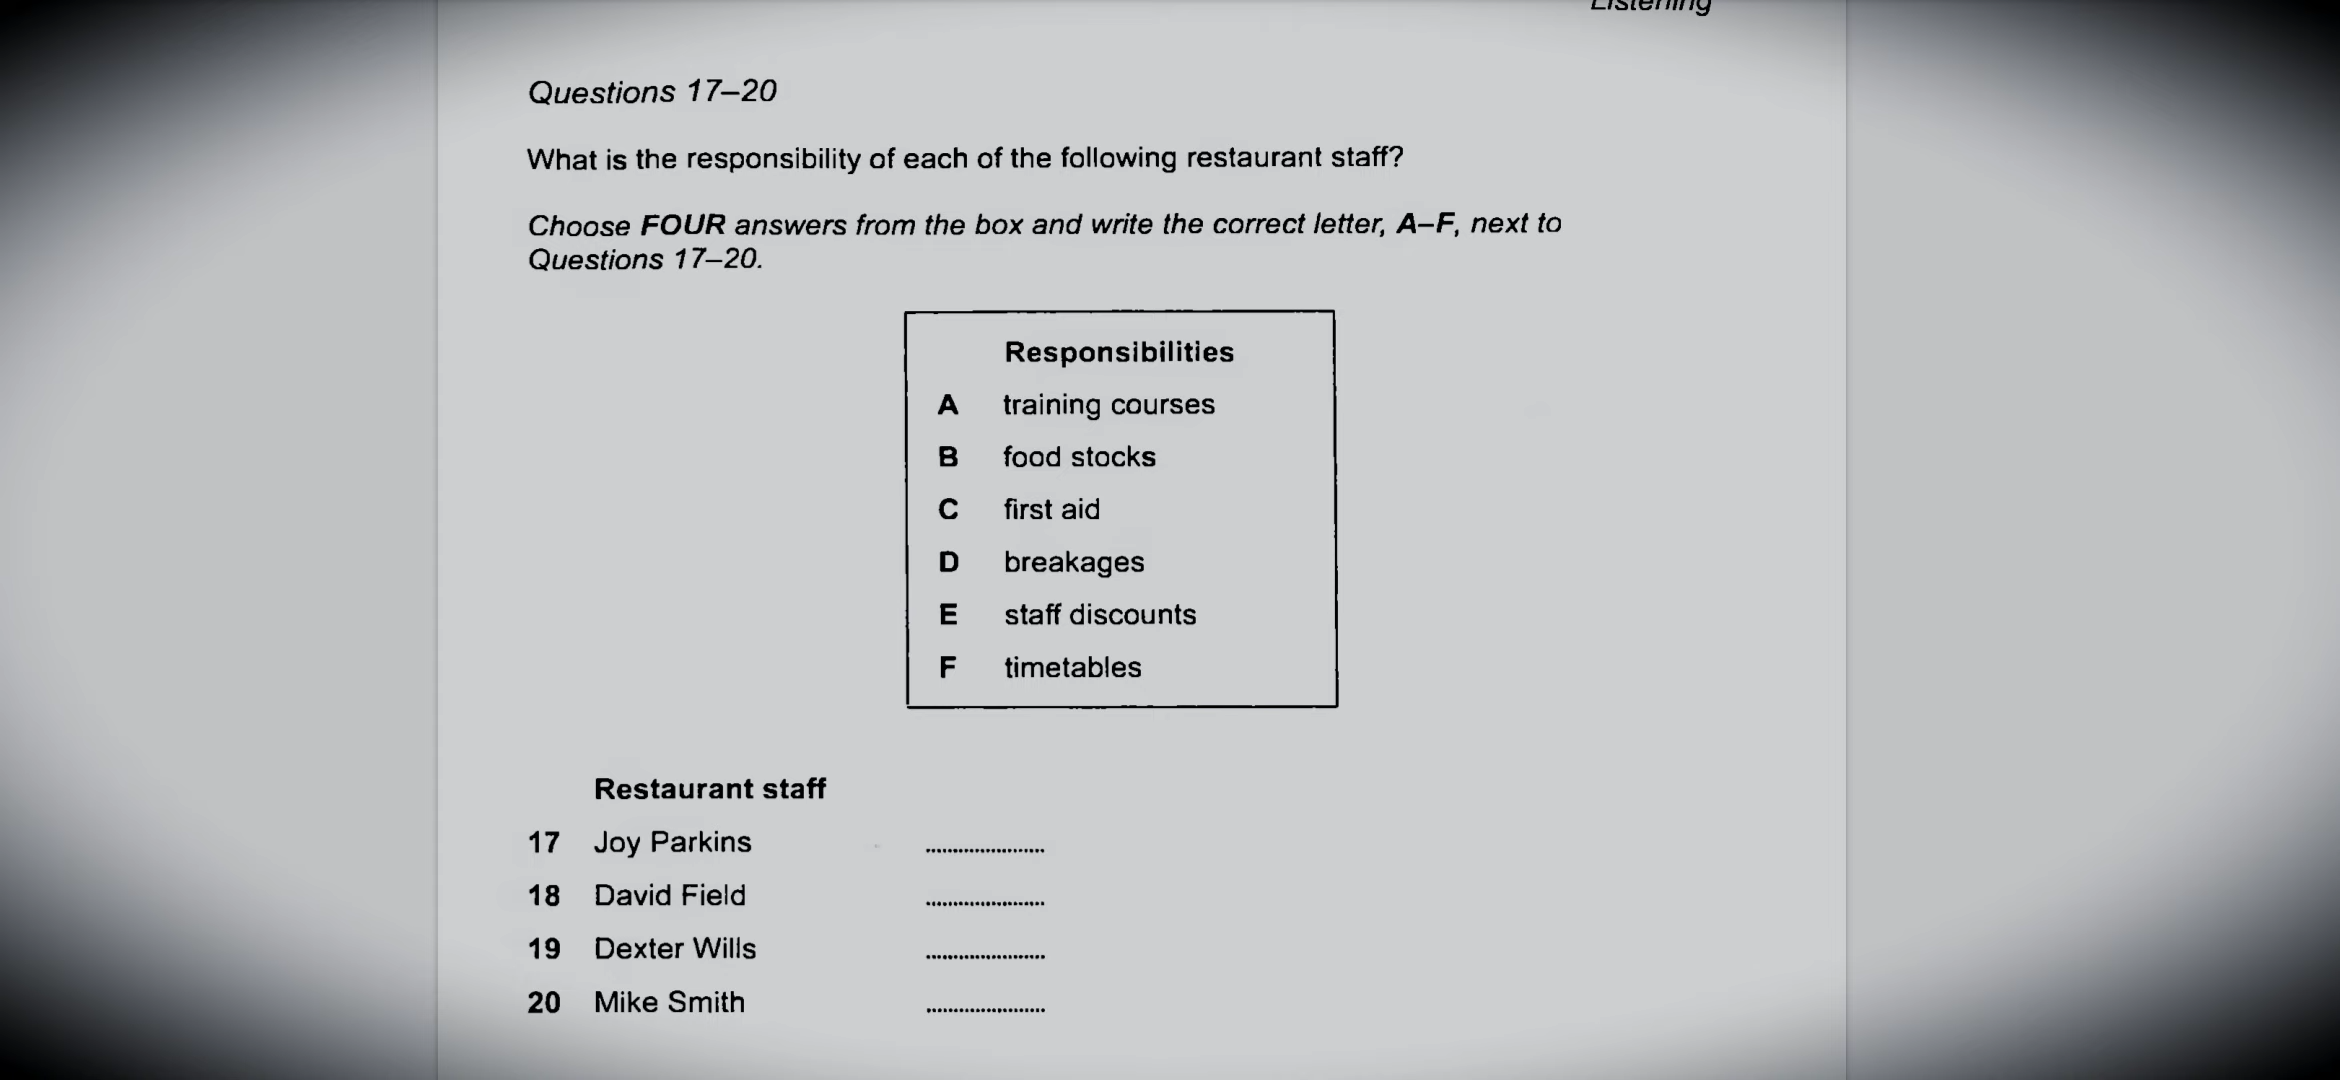 Listening
Questions 17–20
What is the responsibility of each of the following restaurant staff?
Choose FOUR answers from the box and write the correct letter, A–F, next to
Questions 17–20.
Responsibilities
A training courses
B food stocks
C first aid
D breakages
E staff discounts
F timetables
Restaurant staff
17 Joy Parkins ......................
18 David Field ......................
19 Dexter Wills ......................
20 Mike Smith ......................